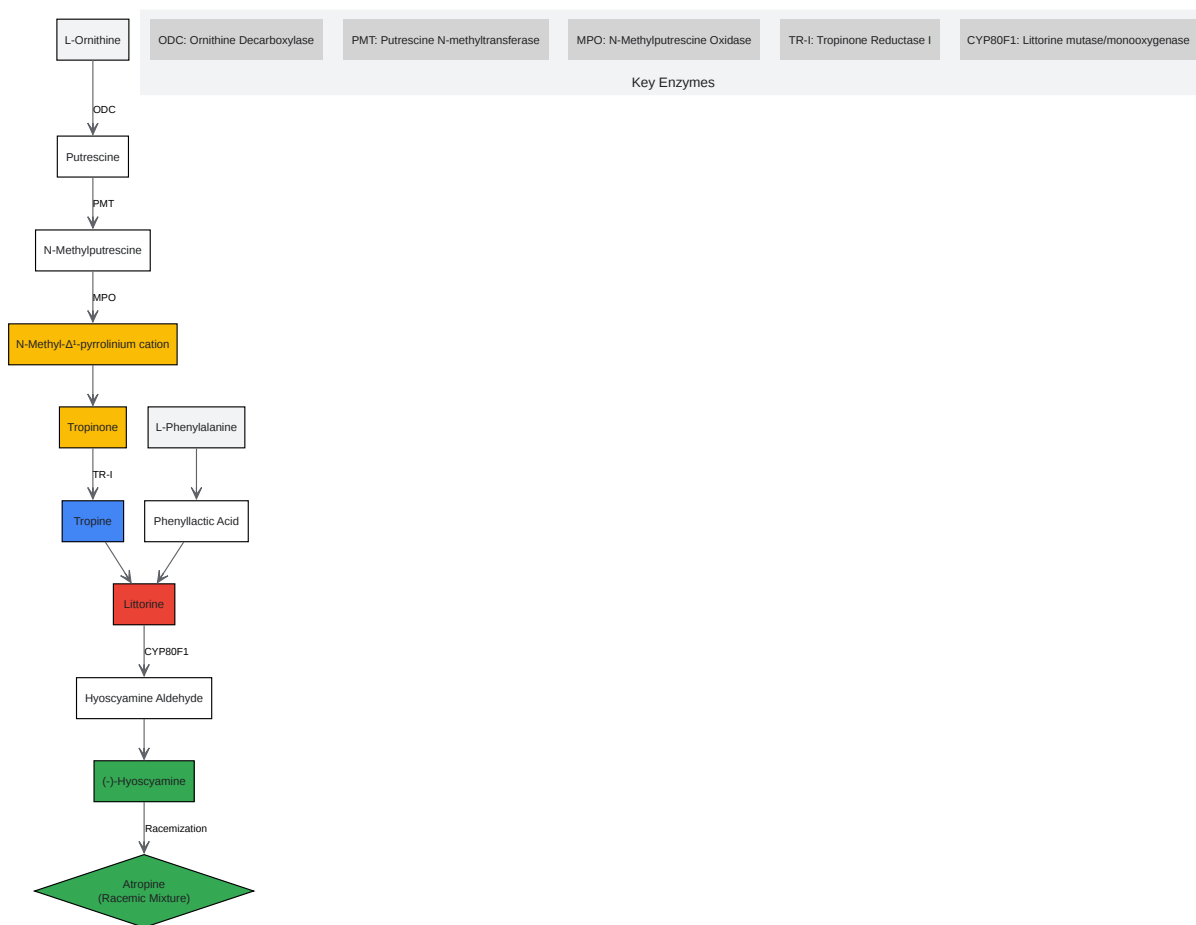 L-Ornithine
ODC: Ornithine Decarboxylase
PMT: Putrescine N-methyltransferase
MPO: N-Methylputrescine Oxidase
TR-I: Tropinone Reductase I
CYP80F1: Littorine mutase/monooxygenase
Key Enzymes
ODC
Putrescine
PMT
N-Methylputrescine
MPO
N-Methyl-Δ¹-pyrrolinium cation
Tropinone
L-Phenylalanine
TR-I
Tropine
Phenyllactic Acid
Littorine
CYP80F1
Hyoscyamine Aldehyde
(-)-Hyoscyamine
Racemization
Atropine
(Racemic Mixture)